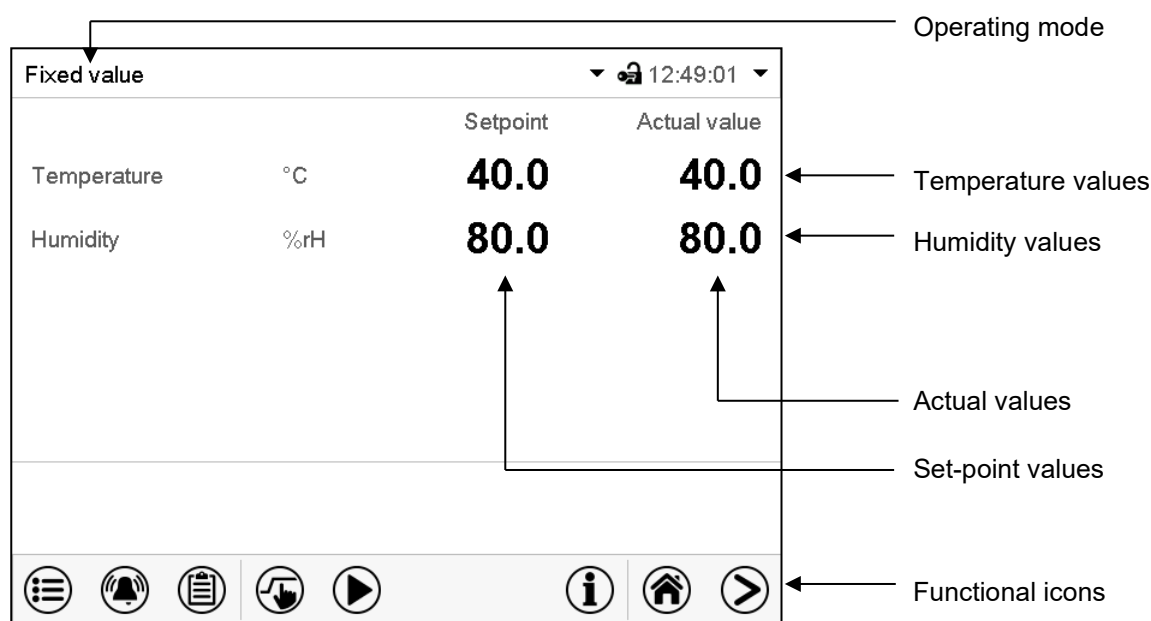 Operating mode
Fixed value 12:49:01
Setpoint Actual value
Temperature °C 40.0 40.0 Temperature values
Humidity %rH 80.0 80.0 Humidity values
Actual values
Set-point values
Functional icons